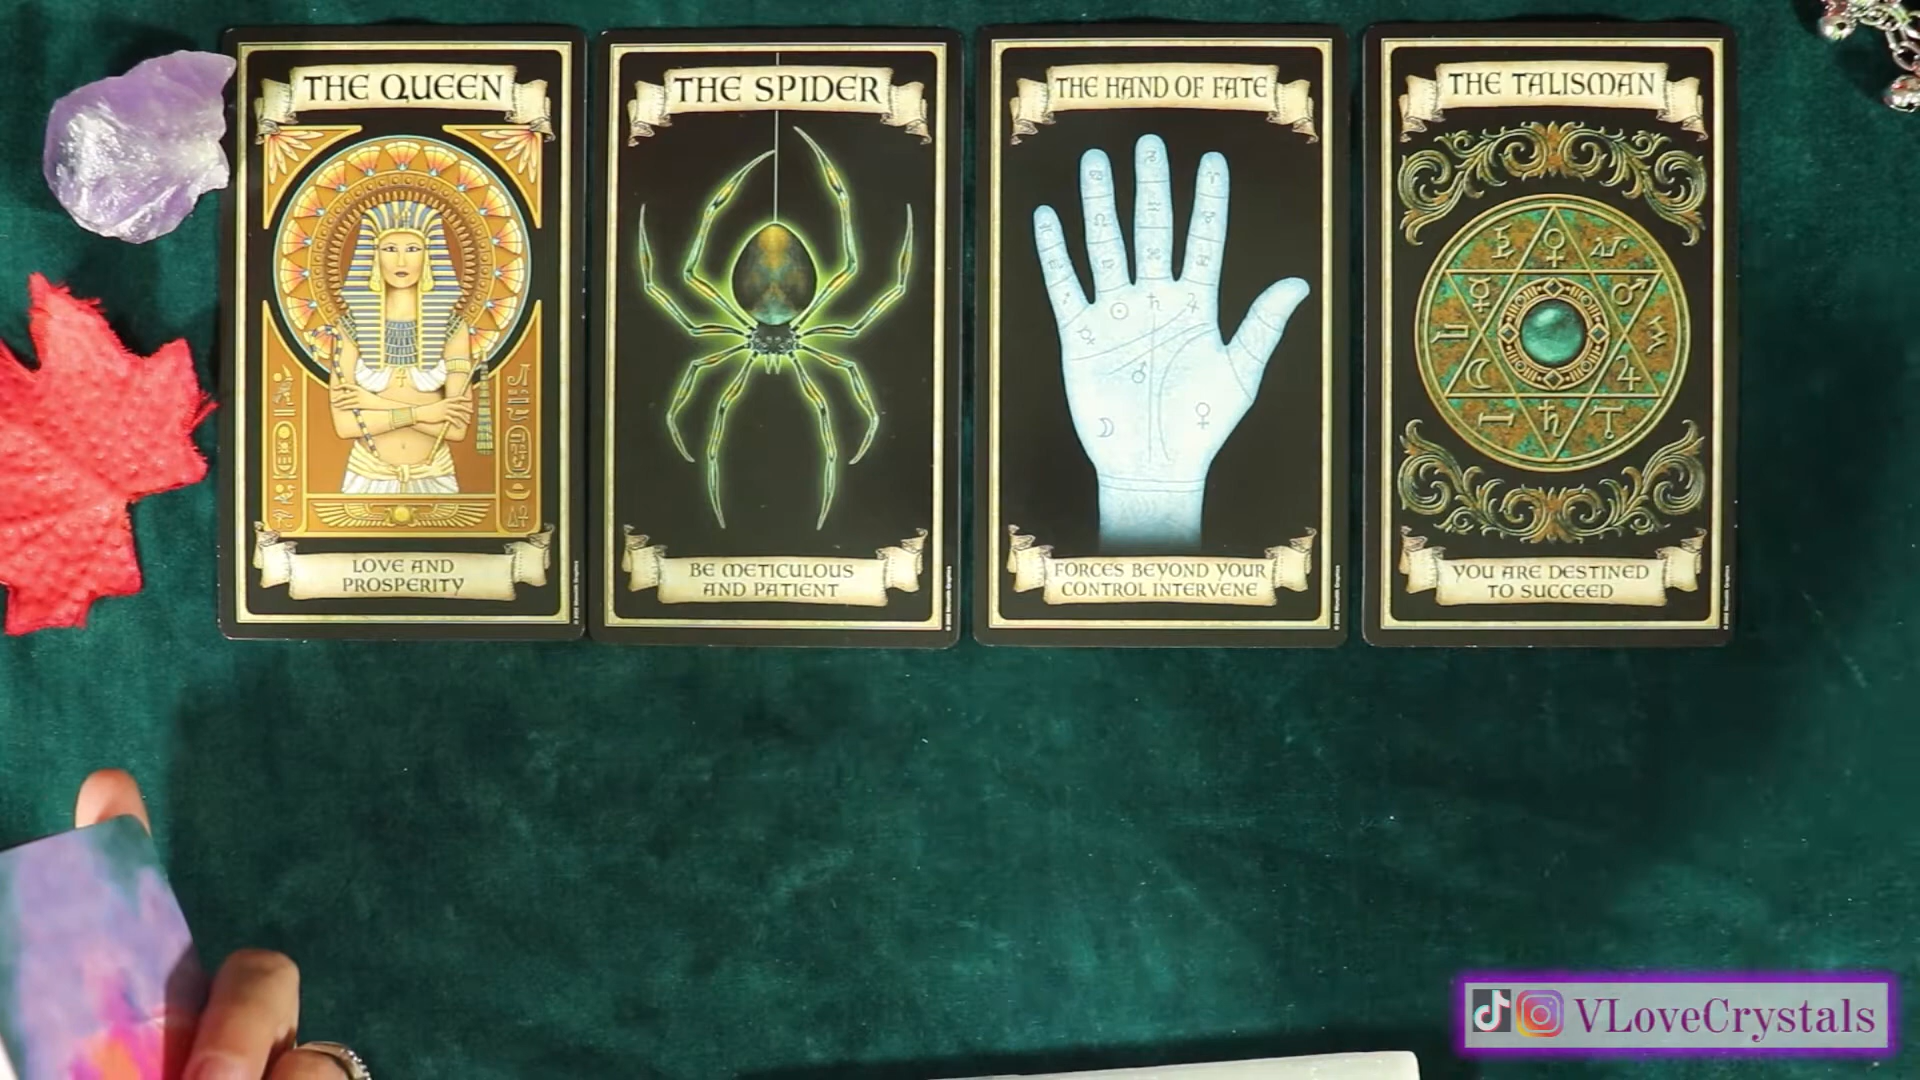 THE QUEEN
LOVE AND
PROSPERITY
THE SPIDER
BE METICULOUS
AND PATIENT
THE HAND OF FATE
FORCES BEYOND YOUR
CONTROL INTERVENE
THE TALISMAN
YOU ARE DESTINED
TO SUCCEED
VLoveCrystals